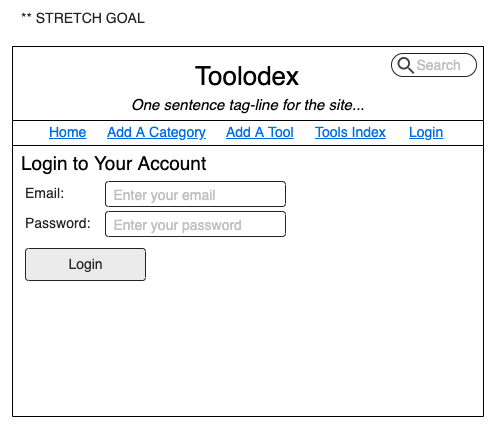 ** STRETCH GOAL
Search
Toolodex
One sentence tag-line for the site...
Home Add A Category Add A Tool Tools Index Login
Login to Your Account
Email: Enter your email
Password: Enter your password
Login